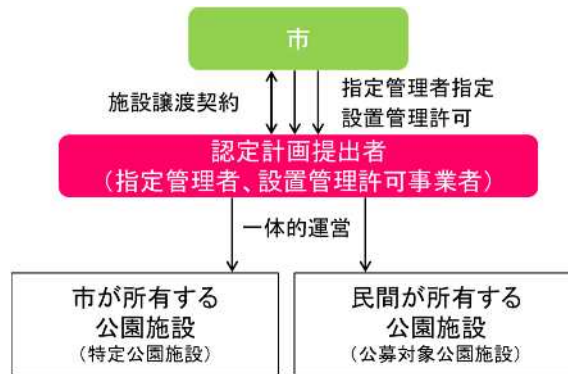 市
施設譲渡契約
指定管理者指定
設置管理許可
認定計画提出者
（指定管理者、設置管理許可事業者）
一体的運営
市が所有する
公園施設
（特定公園施設）
民間が所有する
公園施設
（公募対象公園施設）